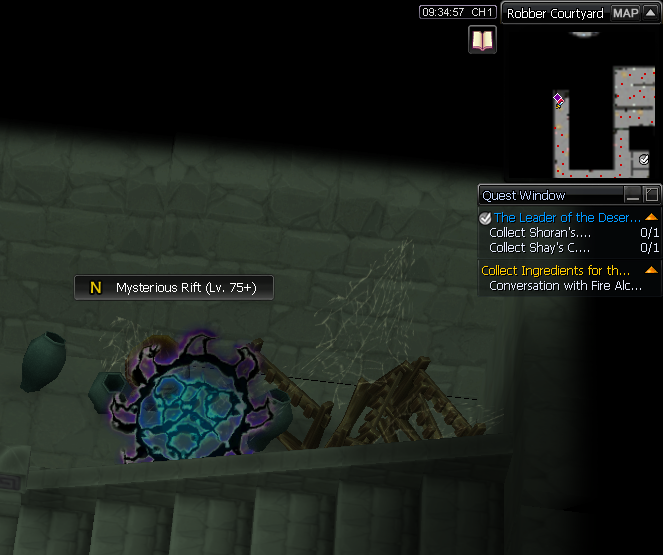 09:34:57 CH1
Robber Courtyard MAP
Quest Window
The Leader of the Deser...
Collect Shoran's.... 0/1
Collect Shay's C.... 0/1
Collect Ingredients for th...
Conversation with Fire Alc...
N Mysterious Rift (Lv. 75+)